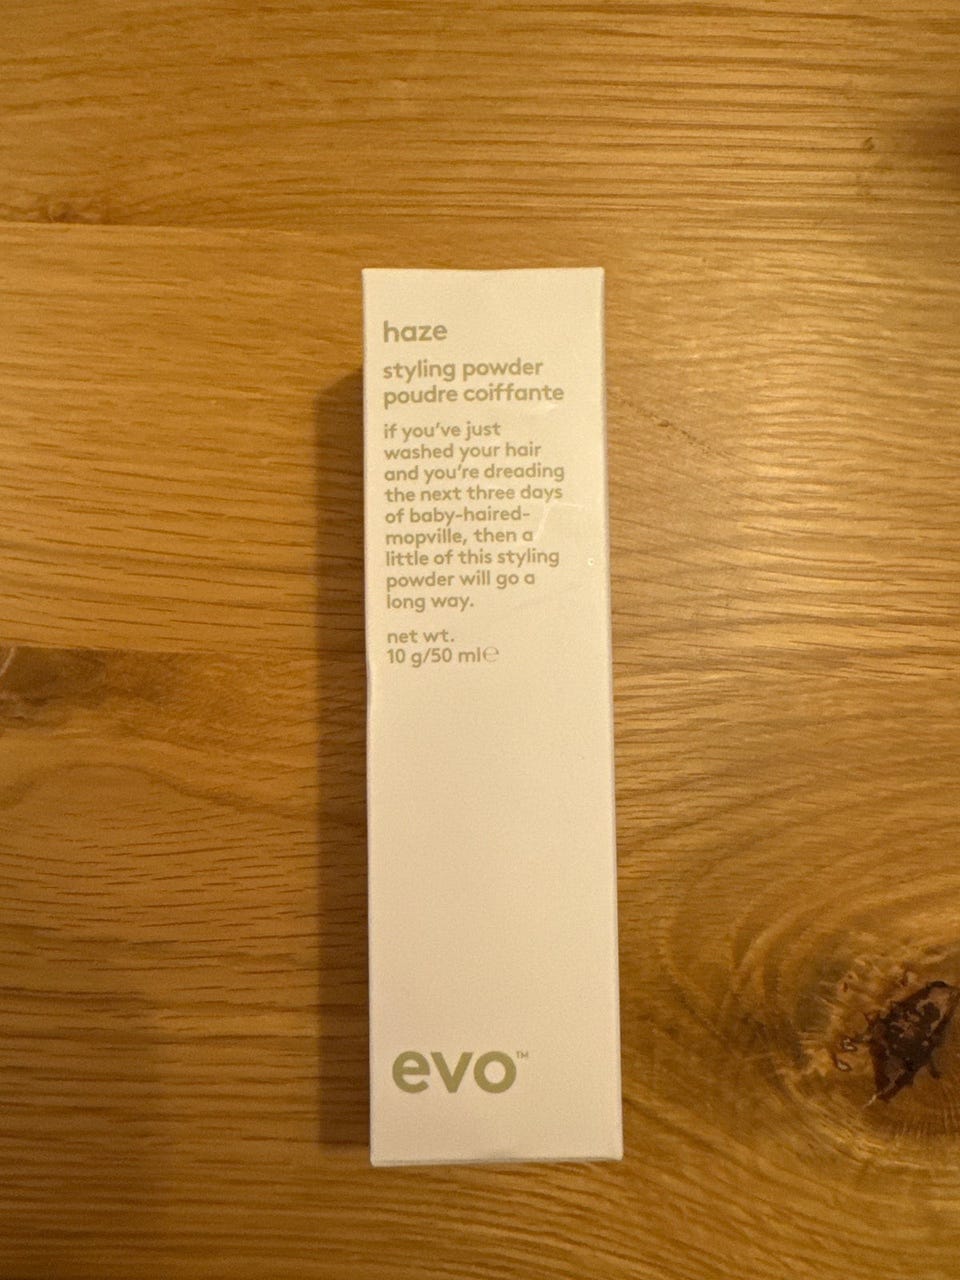 haze
styling powder
poudre coiffante
if you've just
washed your hair
and you're dreading
the next three days
of baby-haired-
mopville, then a
little of this styling
powder will go a
long way.
net wt.
10 g/50 ml℮
evo™